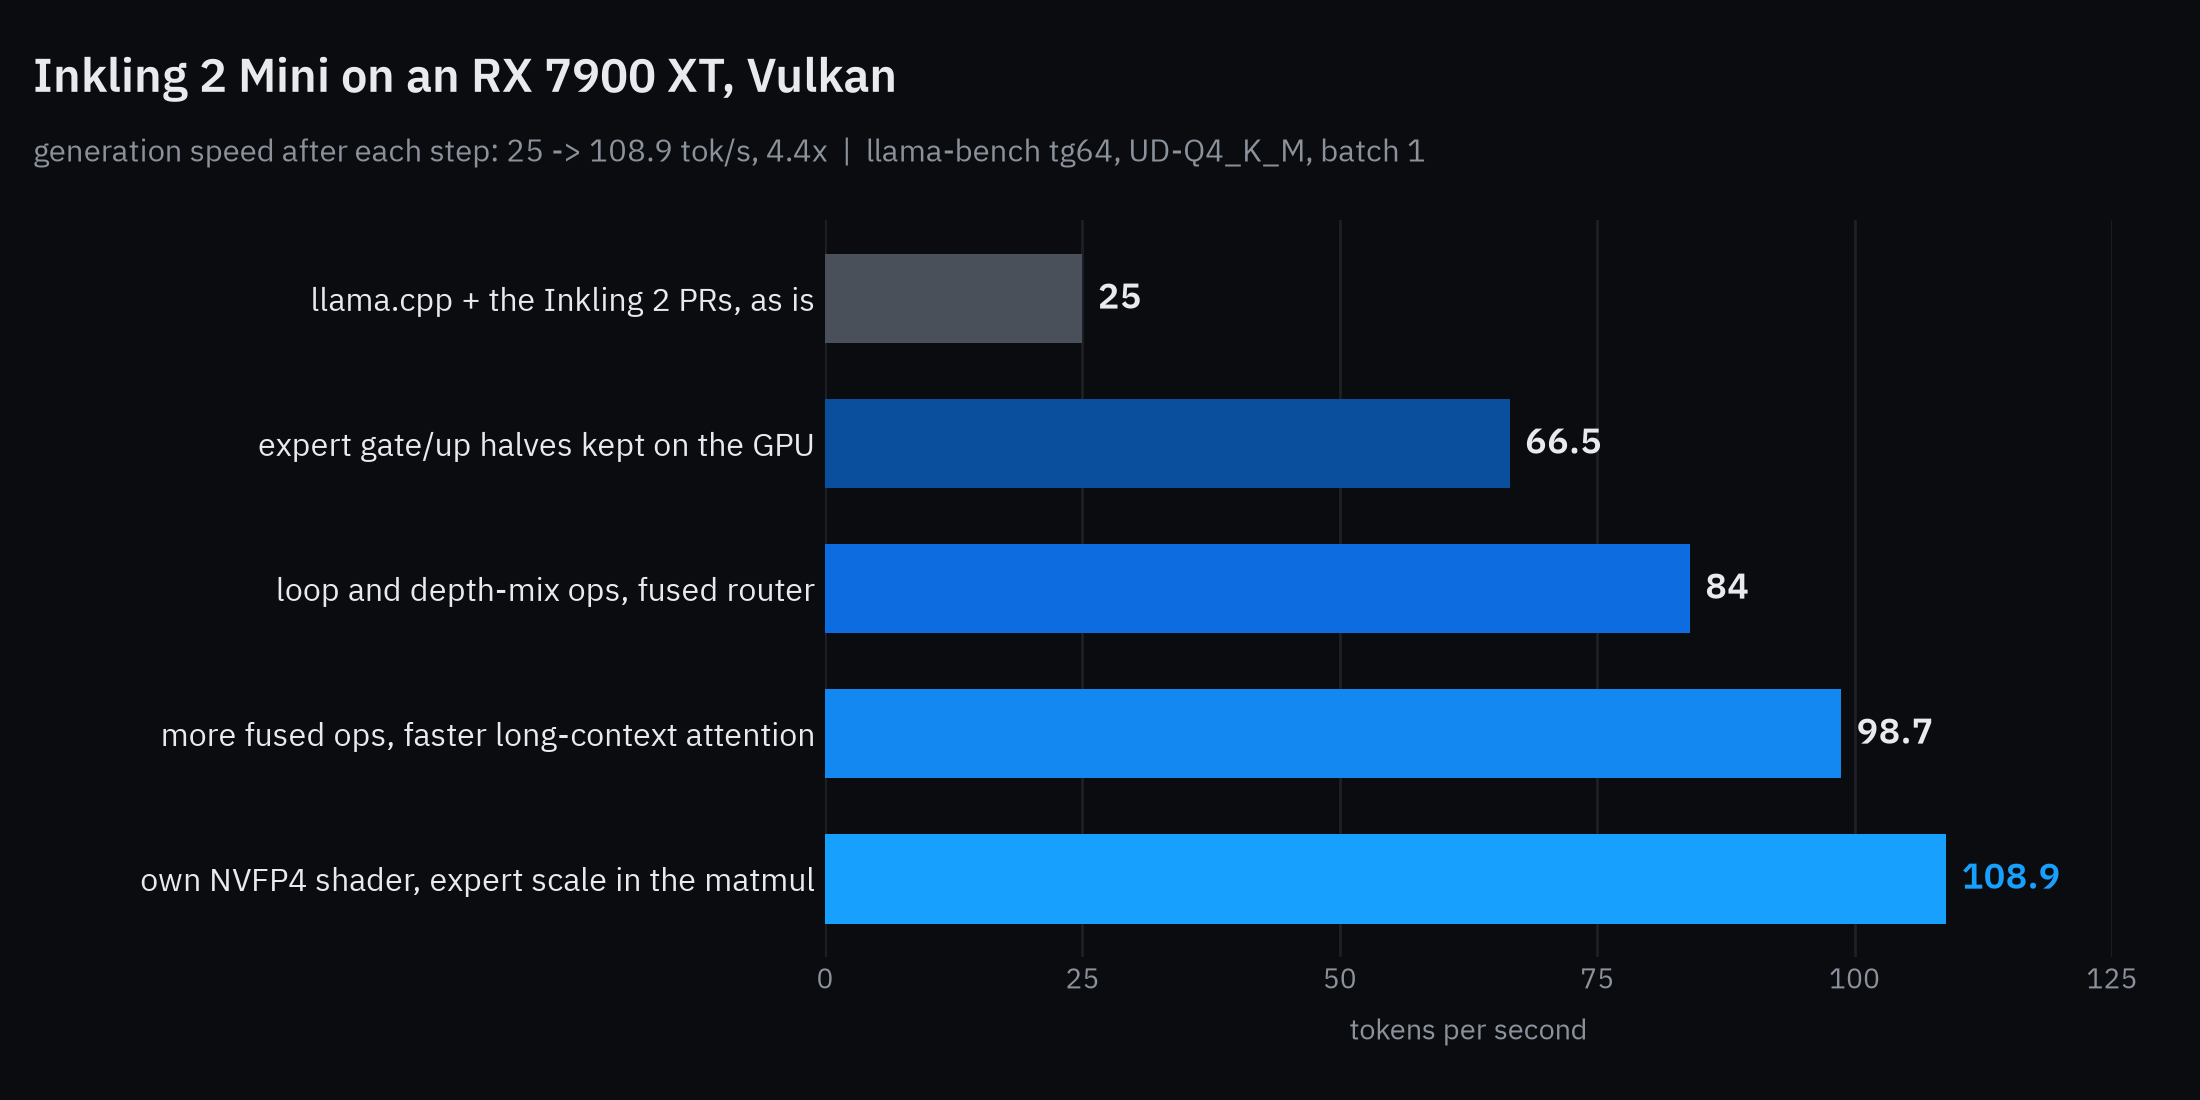 Inkling 2 Mini on an RX 7900 XT, Vulkan
generation speed after each step: 25 -> 108.9 tok/s, 4.4x | llama-bench tg64, UD-Q4_K_M, batch 1
llama.cpp + the Inkling 2 PRs, as is 25
expert gate/up halves kept on the GPU 66.5
loop and depth-mix ops, fused router 84
more fused ops, faster long-context attention 98.7
own NVFP4 shader, expert scale in the matmul 108.9
0 25 50 75 100 125
tokens per second